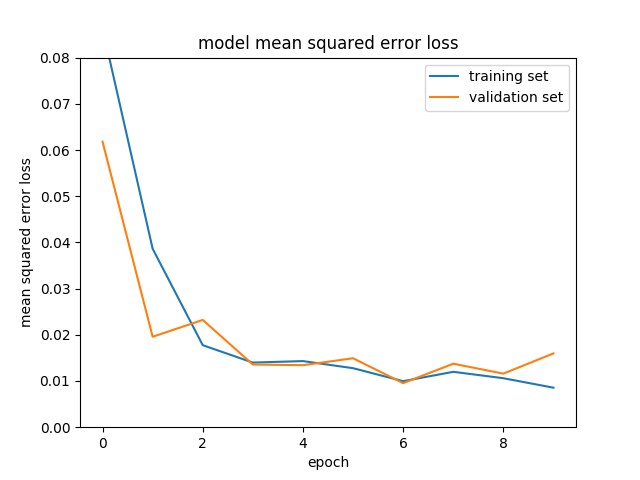 model mean squared error loss
training set
validation set
0.08
0.07
0.06
0.05
0.04
0.03
0.02
0.01
0.00
mean squared error loss
0 2 4 6 8
epoch